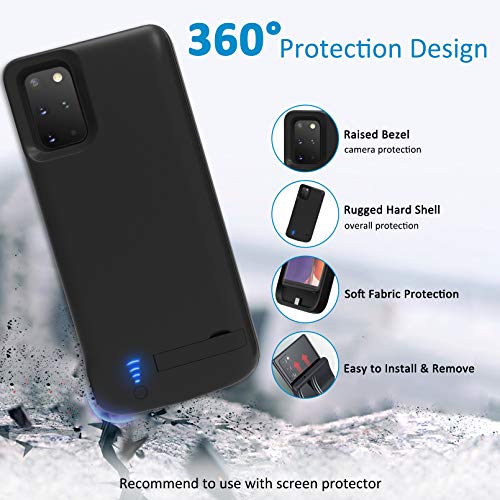 360° Protection Design
Raised Bezel
camera protection
Rugged Hard Shell
overall protection
Soft Fabric Protection
Easy to Install & Remove
Recommend to use with screen protector